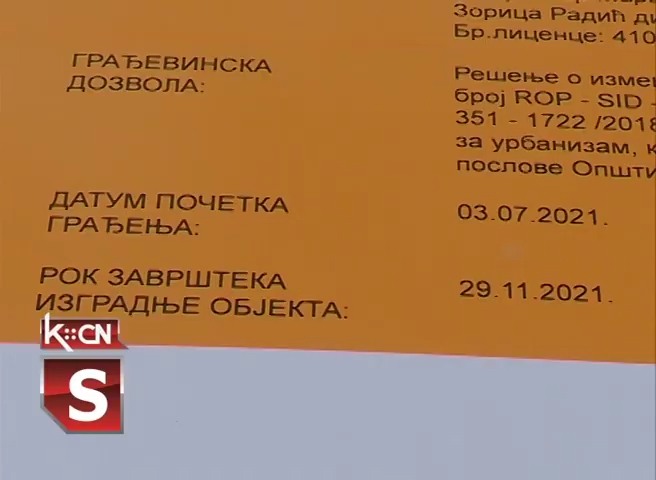 Зорица Радић ди
Бр.лиценце: 410
ГРАЂЕВИНСКА
ДОЗВОЛА:
Решење о измен
број ROP - SID -
351 - 1722 /2018
за урбанизам, к
послове Општи
ДАТУМ ПОЧЕТКА
ГРАЂЕЊА:
03.07.2021.
РОК ЗАВРШТЕКА
ИЗГРАДЊЕ ОБЈЕКТА:
29.11.2021.
K::CN
S